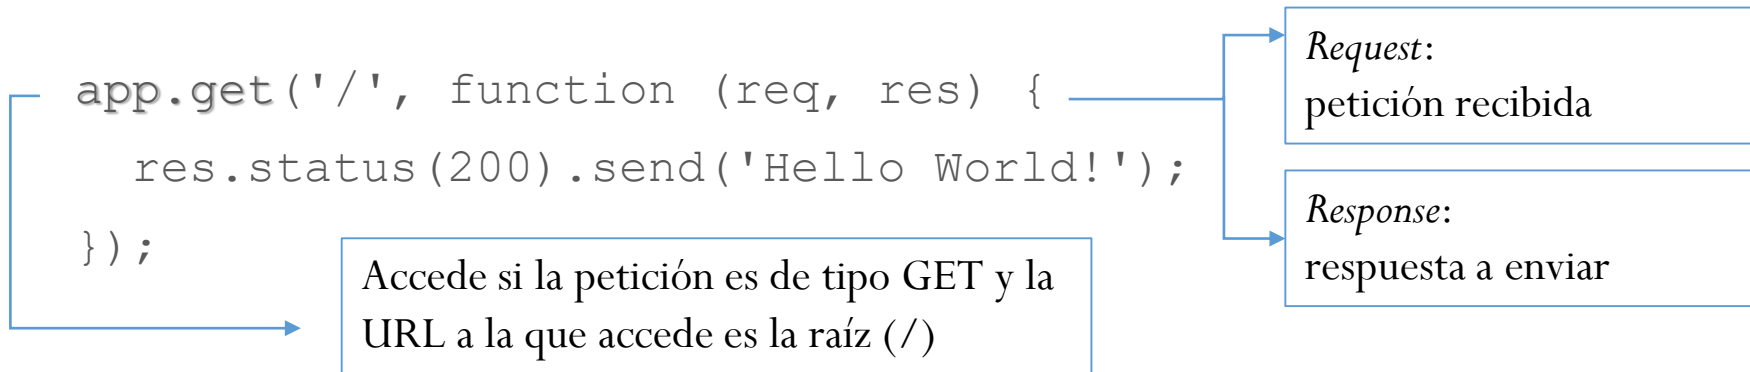 app.get('/', function (req, res) {
res.status(200).send('Hello World!');
});
Request:
petición recibida
Response:
respuesta a enviar
Accede si la petición es de tipo GET y la
URL a la que accede es la raíz (/)